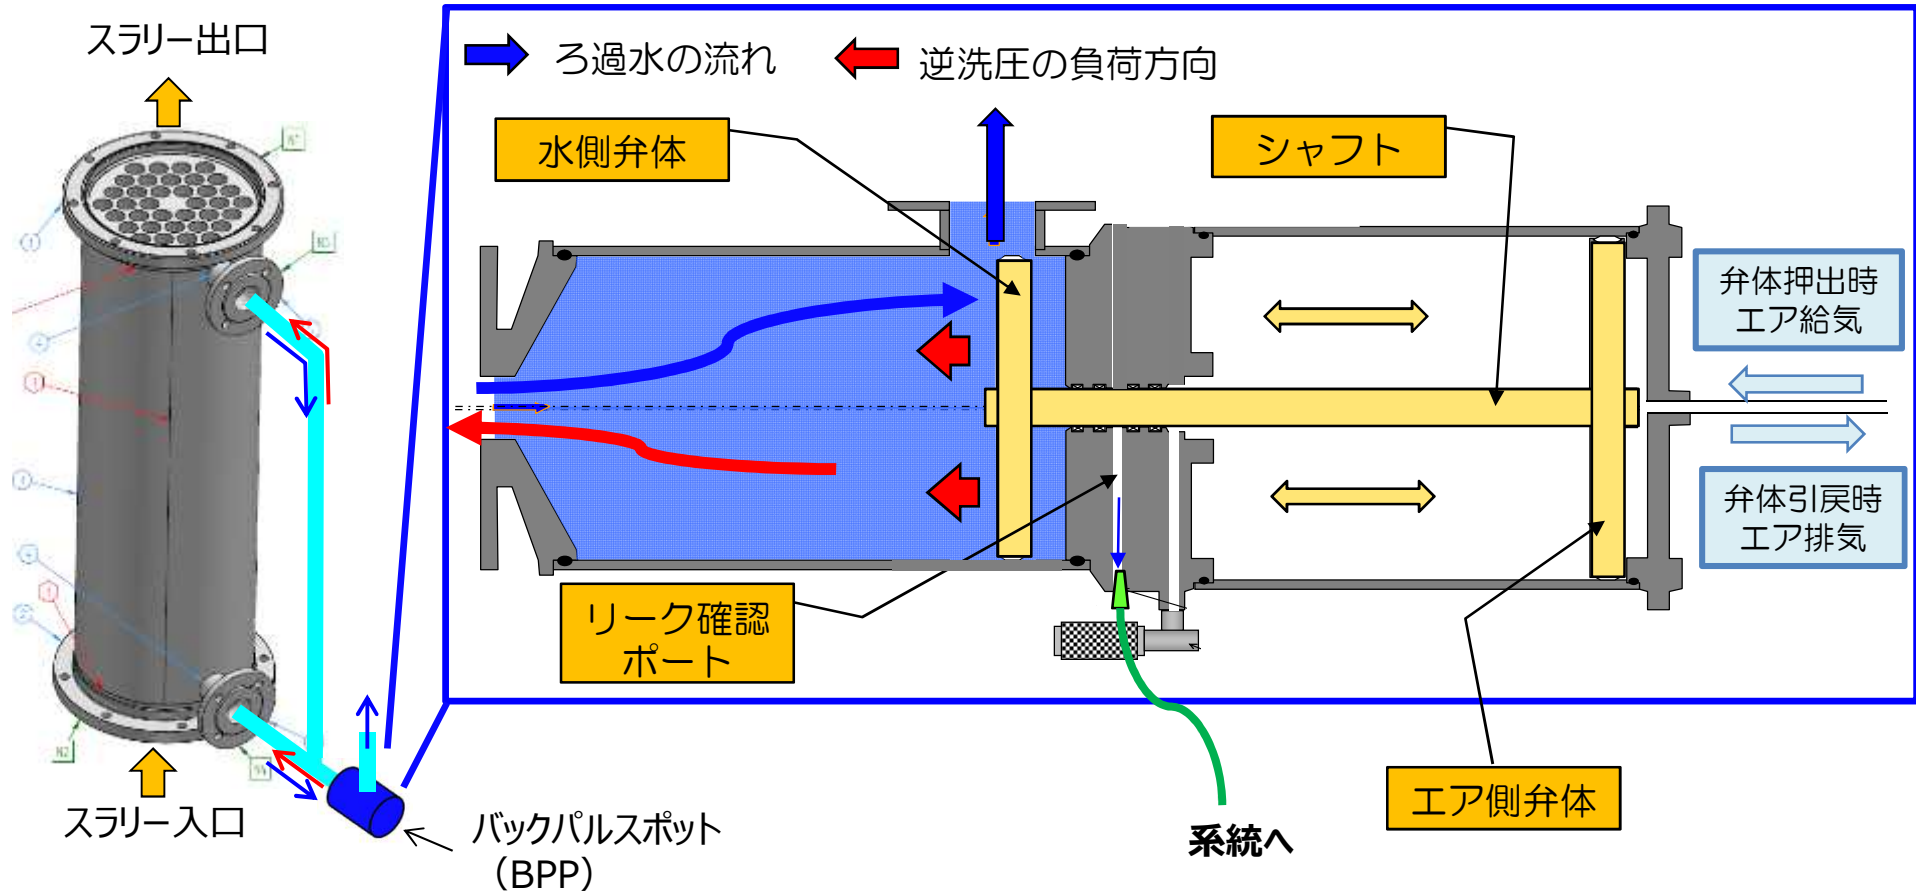 スラリー出口
ろ過水の流れ
逆洗圧の負荷方向
水側弁体
シャフト
弁体押出時
エア給気
弁体引戻時
エア排気
リーク確認
ポート
エア側弁体
スラリー入口
バックパルスポット
（BPP）
系統へ
N2